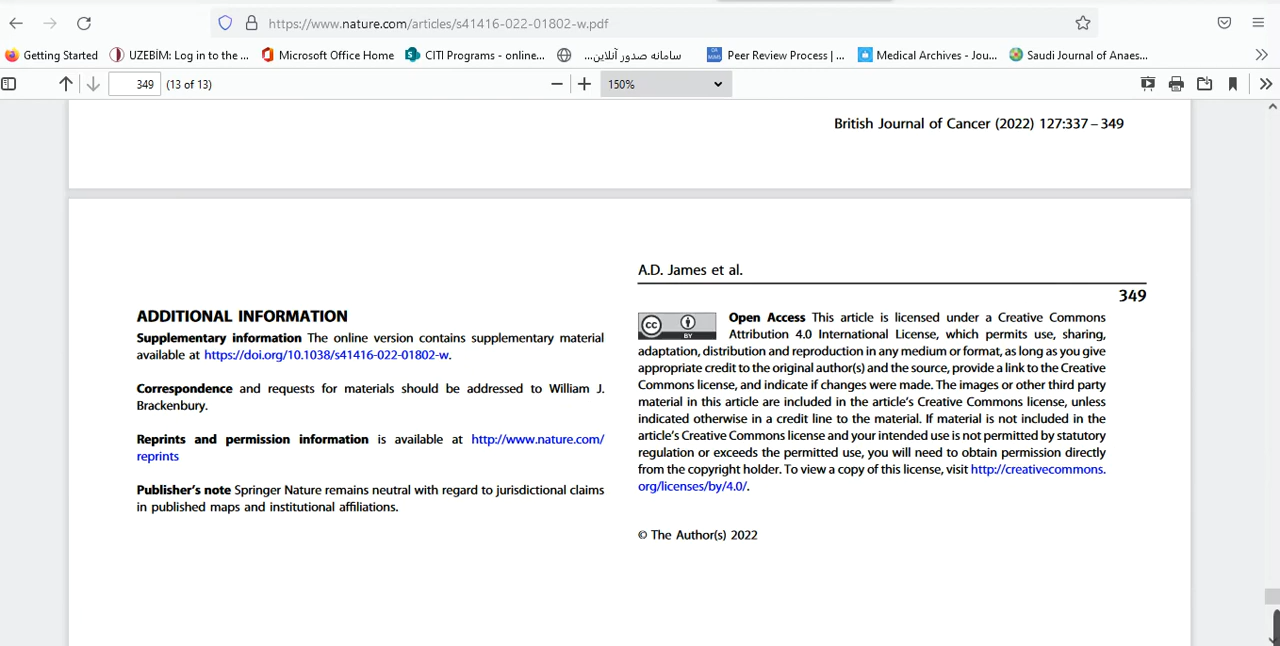 https://www.nature.com/articles/s41416-022-01802-w.pdf
Getting Started UZEBİM: Log in to the ... Microsoft Office Home CITI Programs - online... سامانه صدور آنلاین... Peer Review Process | ... Medical Archives - Jou... Saudi Journal of Anaes...
349 (13 of 13) 150%
British Journal of Cancer (2022) 127:337 – 349
A.D. James et al.
349
ADDITIONAL INFORMATION
Supplementary information The online version contains supplementary material
available at https://doi.org/10.1038/s41416-022-01802-w.
Correspondence and requests for materials should be addressed to William J.
Brackenbury.
Reprints and permission information is available at http://www.nature.com/
reprints
Publisher’s note Springer Nature remains neutral with regard to jurisdictional claims
in published maps and institutional affiliations.
cc BY
Open Access This article is licensed under a Creative Commons
Attribution 4.0 International License, which permits use, sharing,
adaptation, distribution and reproduction in any medium or format, as long as you give
appropriate credit to the original author(s) and the source, provide a link to the Creative
Commons license, and indicate if changes were made. The images or other third party
material in this article are included in the article’s Creative Commons license, unless
indicated otherwise in a credit line to the material. If material is not included in the
article’s Creative Commons license and your intended use is not permitted by statutory
regulation or exceeds the permitted use, you will need to obtain permission directly
from the copyright holder. To view a copy of this license, visit http://creativecommons.
org/licenses/by/4.0/.
© The Author(s) 2022